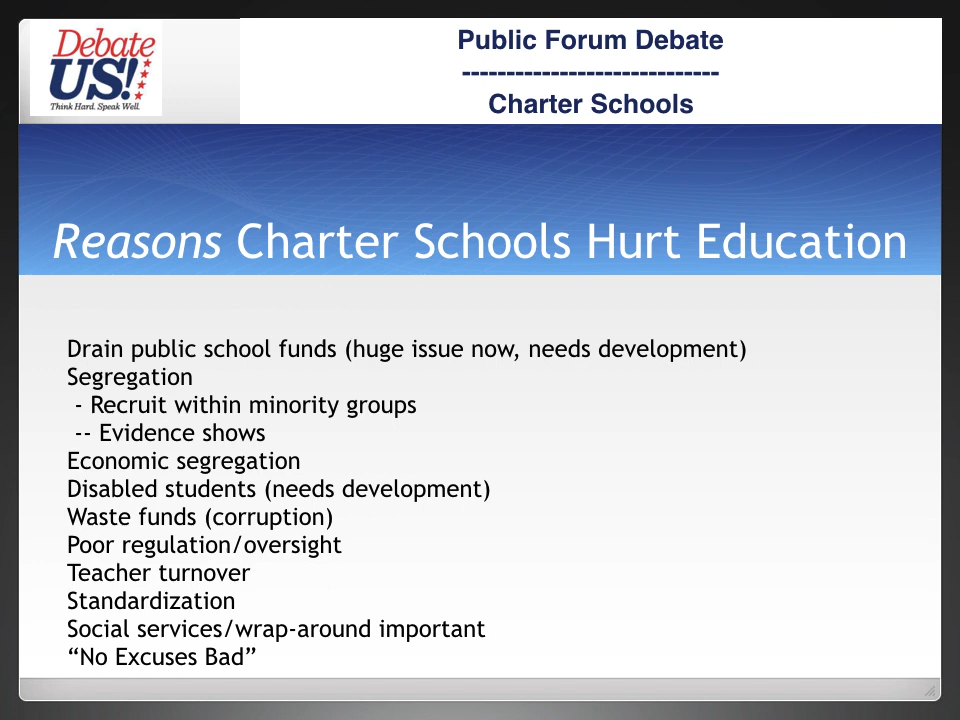 Debate
US!
Think Hard. Speak Well.
Public Forum Debate
-----------------------------
Charter Schools
Reasons Charter Schools Hurt Education
Drain public school funds (huge issue now, needs development)
Segregation
- Recruit within minority groups
-- Evidence shows
Economic segregation
Disabled students (needs development)
Waste funds (corruption)
Poor regulation/oversight
Teacher turnover
Standardization
Social services/wrap-around important
“No Excuses Bad”